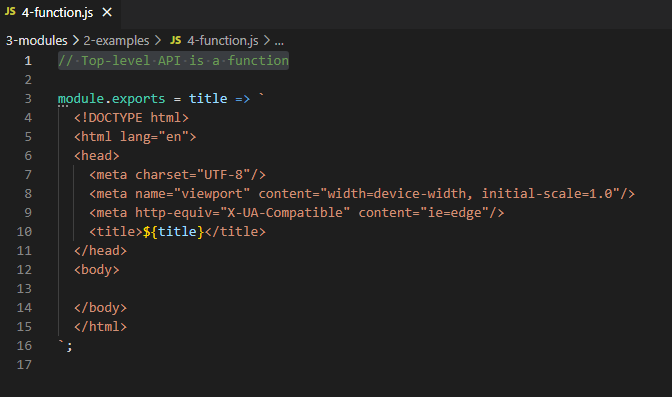 JS 4-function.js ×
3-modules > 2-examples > JS 4-function.js > ...
1 // Top-level API is a function
2
3 module.exports = title => `
4 <!DOCTYPE html>
5 <html lang="en">
6 <head>
7 <meta charset="UTF-8"/>
8 <meta name="viewport" content="width=device-width, initial-scale=1.0"/>
9 <meta http-equiv="X-UA-Compatible" content="ie=edge"/>
10 <title>${title}</title>
11 </head>
12 <body>
13
14 </body>
15 </html>
16 `;
17